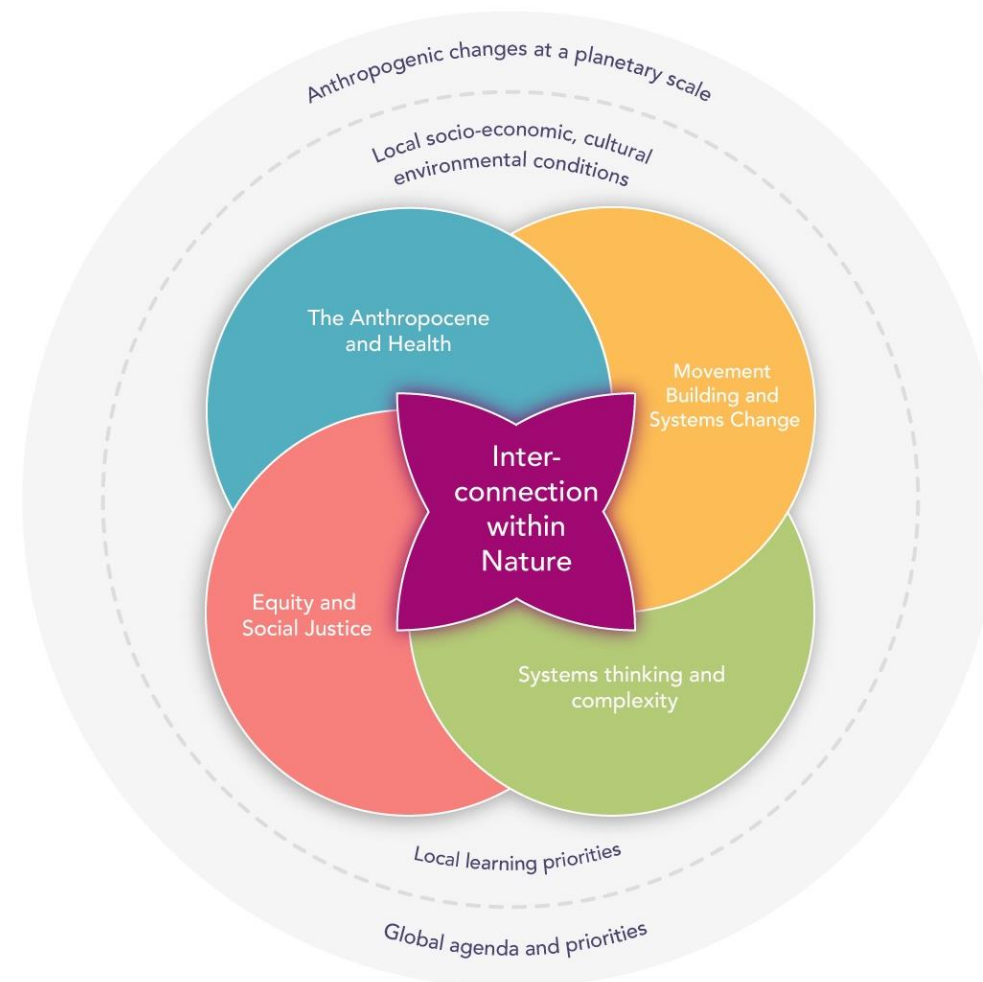 Anthropogenic changes at a planetary scale
Local socio-economic, cultural
environmental conditions
The Anthropocene
and Health
Movement
Building and
Systems Change
Inter-
connection
within
Nature
Equity and
Social Justice
Systems thinking and
complexity
Local learning priorities
Global agenda and priorities